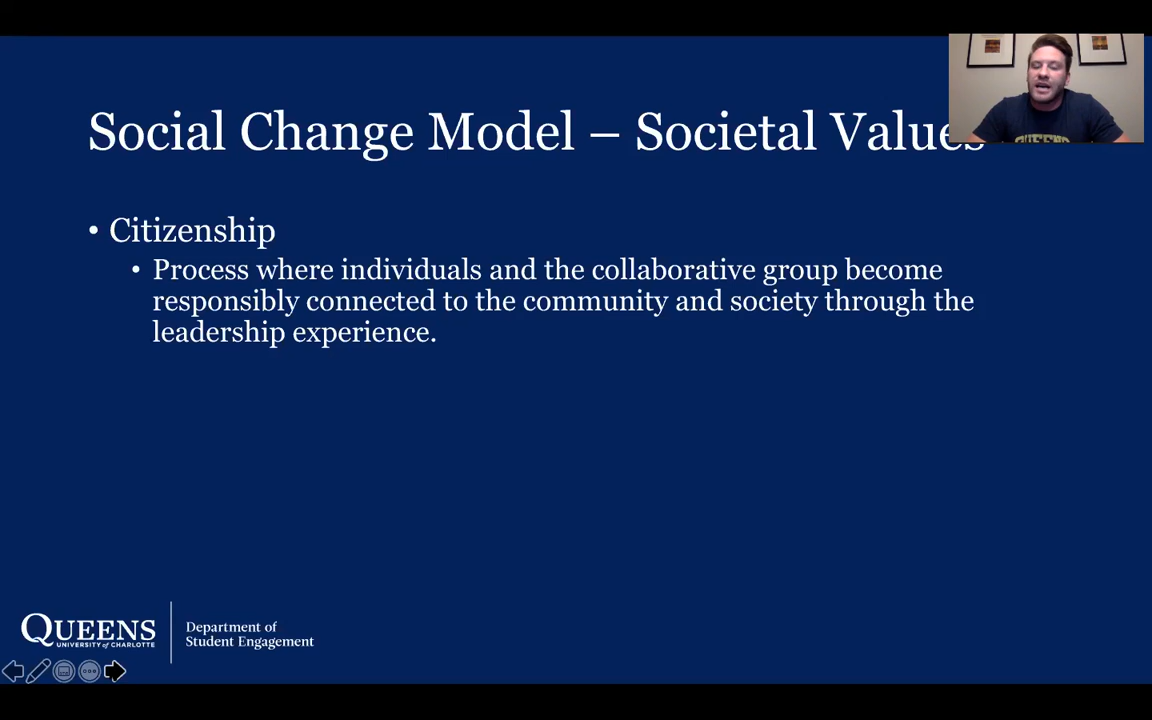 Social Change Model – Societal Values
• Citizenship
• Process where individuals and the collaborative group become
responsibly connected to the community and society through the
leadership experience.
QUEENS
UNIVERSITY of CHARLOTTE
Department of
Student Engagement
QUEENS